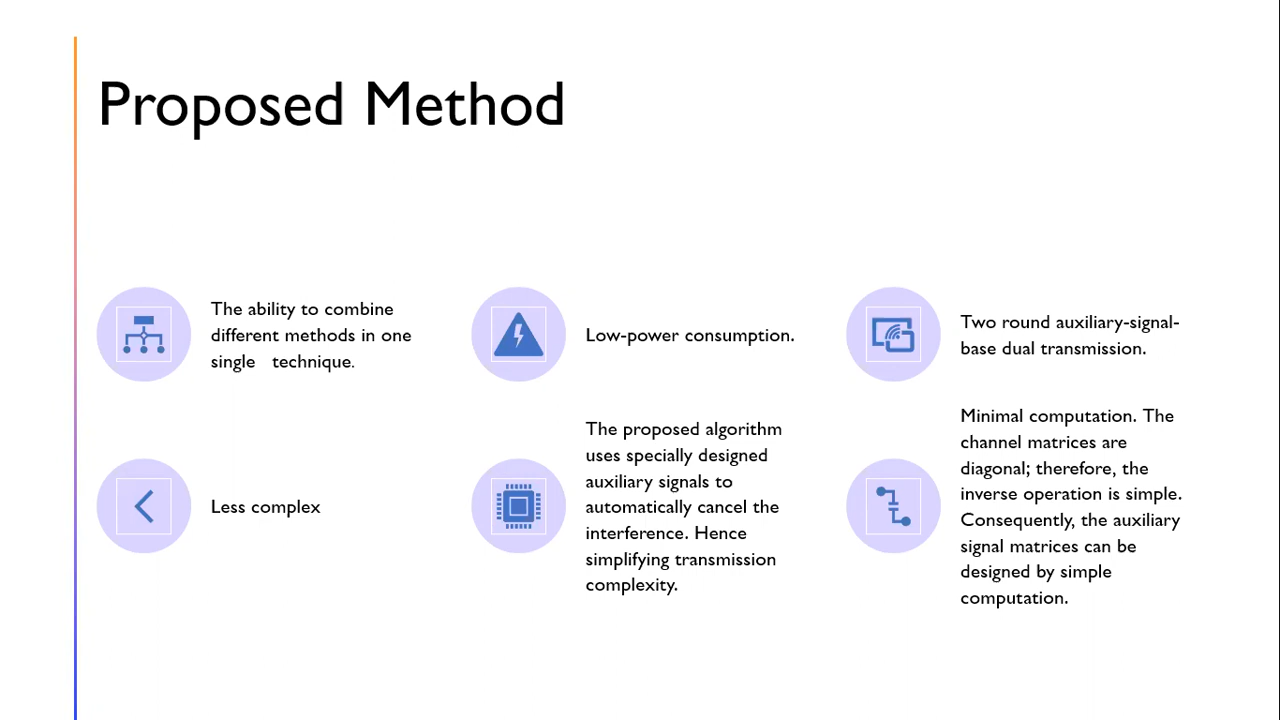 Proposed Method
The ability to combine
different methods in one
single technique.
Low-power consumption.
Two round auxiliary-signal-
base dual transmission.
Less complex
The proposed algorithm
uses specially designed
auxiliary signals to
automatically cancel the
interference. Hence
simplifying transmission
complexity.
Minimal computation. The
channel matrices are
diagonal; therefore, the
inverse operation is simple.
Consequently, the auxiliary
signal matrices can be
designed by simple
computation.